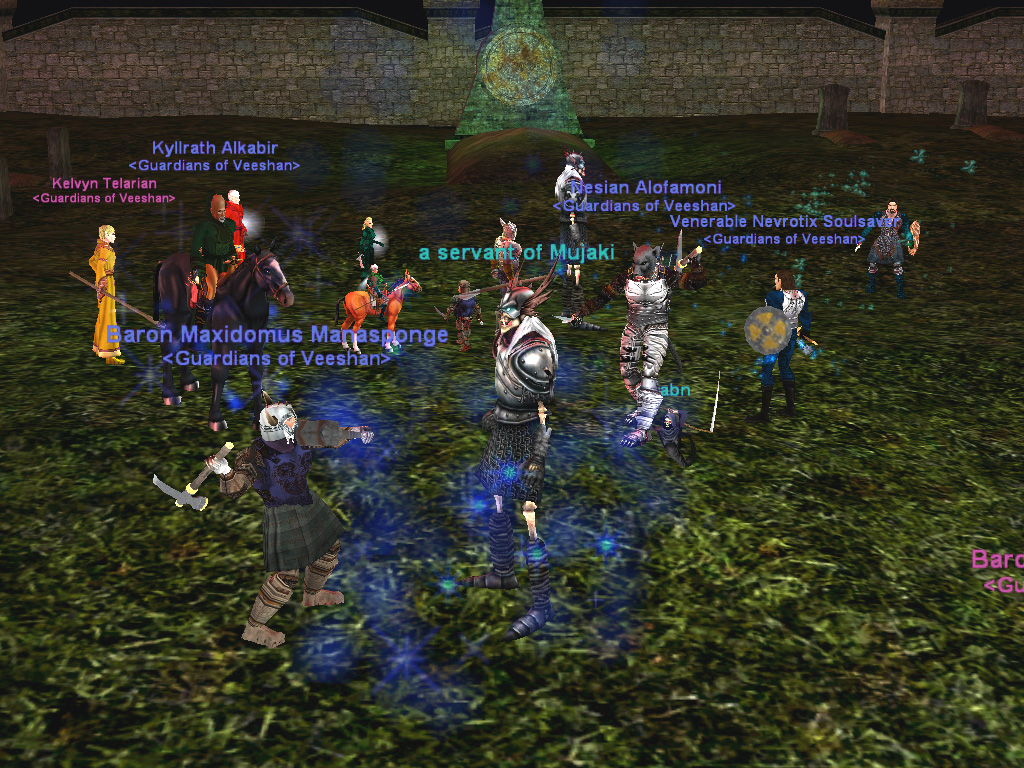 Kyllrath Alkabir
<Guardians of Veeshan>
Kelvyn Telarian
<Guardians of Veeshan>
Nesian Alofamoni
<Guardians of Veeshan>
Venerable Nevrotix Soulsaver
<Guardians of Veeshan>
a servant of Mujaki
Baron Maxidomus Manasponge
<Guardians of Veeshan>
abn
Baro
<Gu